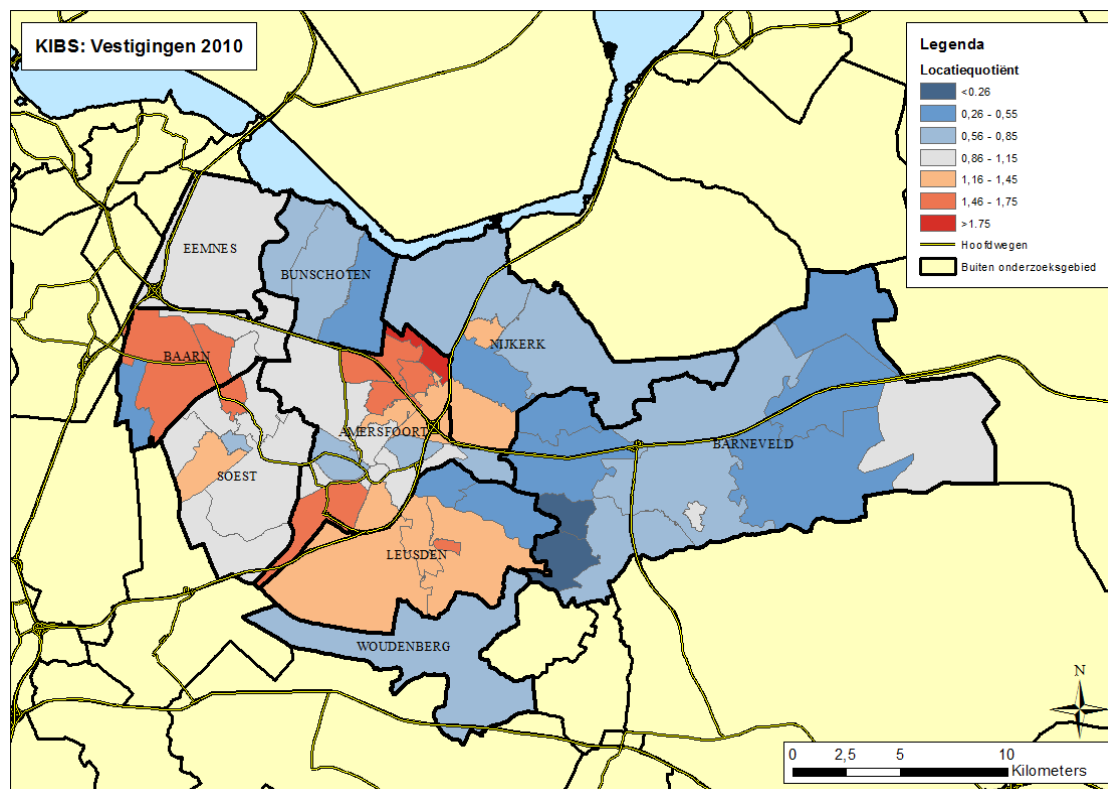 KIBS: Vestigingen 2010
Legenda
Locatiequotiënt
<0.26
0,26 - 0,55
0,56 - 0,85
0,86 - 1,15
1,16 - 1,45
1,46 - 1,75
>1.75
Hoofdwegen
Buiten onderzoeksgebied
EEMNES
BUNSCHOTEN
NIJKERK
BAARN
AMERSFOORT
BARNEVELD
SOEST
LEUSDEN
WOUDENBERG
N
0 2,5 5 10
Kilometers